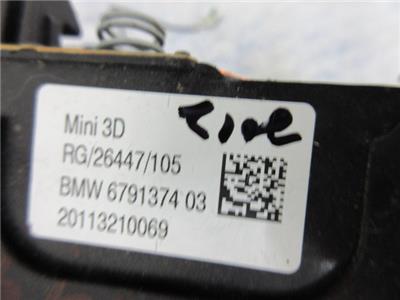 Mini 3D
RG/26447/105
BMW 6791374 03
20113210069